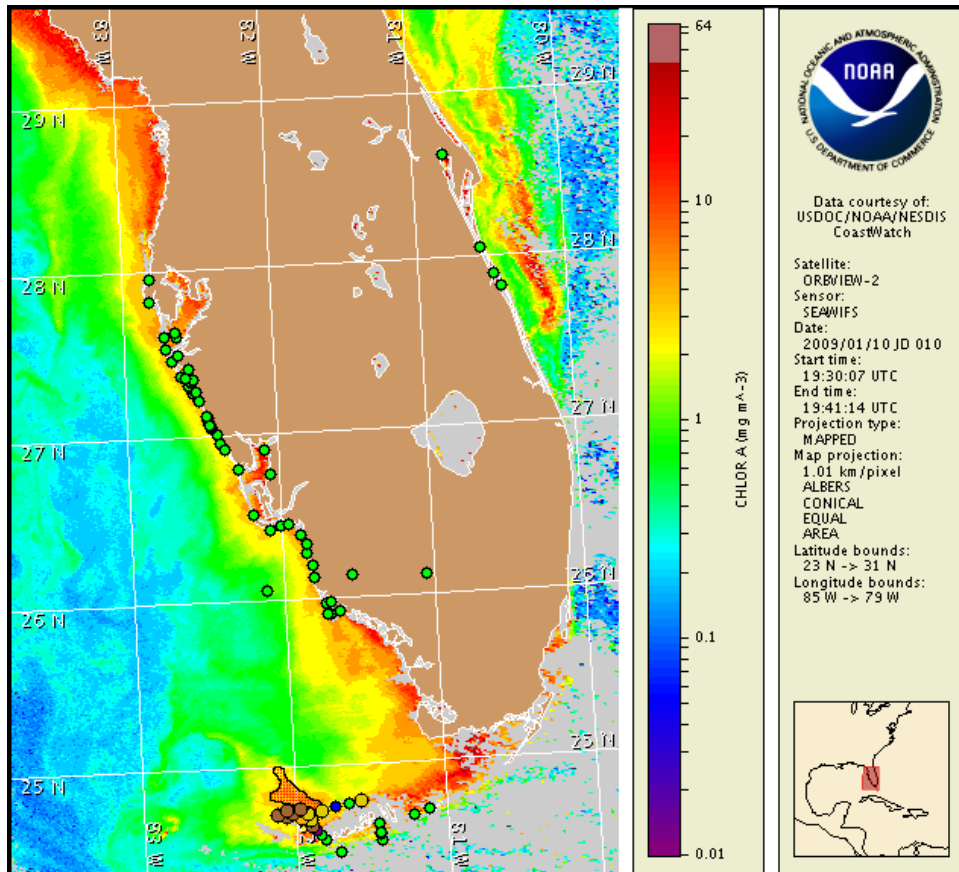 83 W
82 W
81 W
80 W
29 N
29 N
28 N
28 N
27 N
27 N
26 N
26 N
25 N
25 N
83 W
82 W
81 W
64
10
1
0.1
0.01
CHLOR A (mg m^-3)
NATIONAL OCEANIC AND ATMOSPHERIC ADMINISTRATION
NOAA
U.S. DEPARTMENT OF COMMERCE
Data courtesy of:
USDOC/NOAA/NESDIS
CoastWatch
Satellite:
ORBVIEW-2
Sensor:
SEAWIFS
Date:
2009/01/10 JD 010
Start time:
19:30:07 UTC
End time:
19:41:14 UTC
Projection type:
MAPPED
Map projection:
1.01 km/pixel
ALBERS
CONICAL
EQUAL
AREA
Latitude bounds:
23 N -> 31 N
Longitude bounds:
85 W -> 79 W